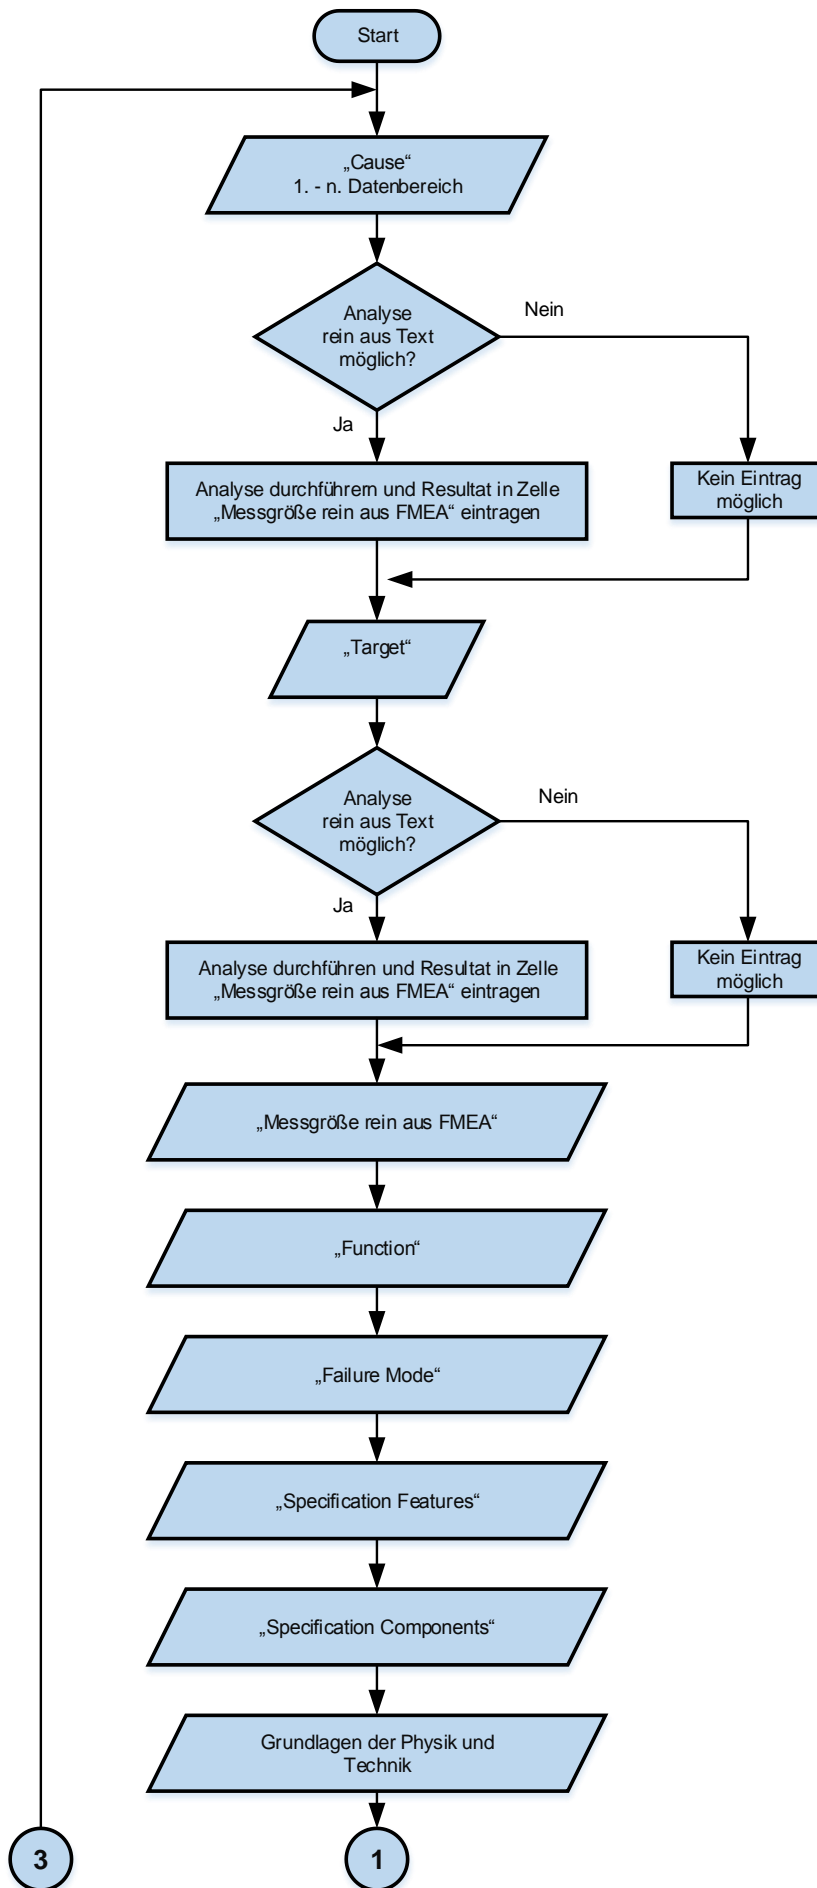 Start
„Cause“
1. - n. Datenbereich
Analyse
rein aus Text
möglich?
Nein
Ja
Analyse durchführern und Resultat in Zelle
„Messgröße rein aus FMEA“ eintragen
Kein Eintrag
möglich
„Target“
Analyse
rein aus Text
möglich?
Nein
Ja
Analyse durchführen und Resultat in Zelle
„Messgröße rein aus FMEA“ eintragen
Kein Eintrag
möglich
„Messgröße rein aus FMEA“
„Function“
„Failure Mode“
„Specification Features“
„Specification Components“
Grundlagen der Physik und
Technik
3
1